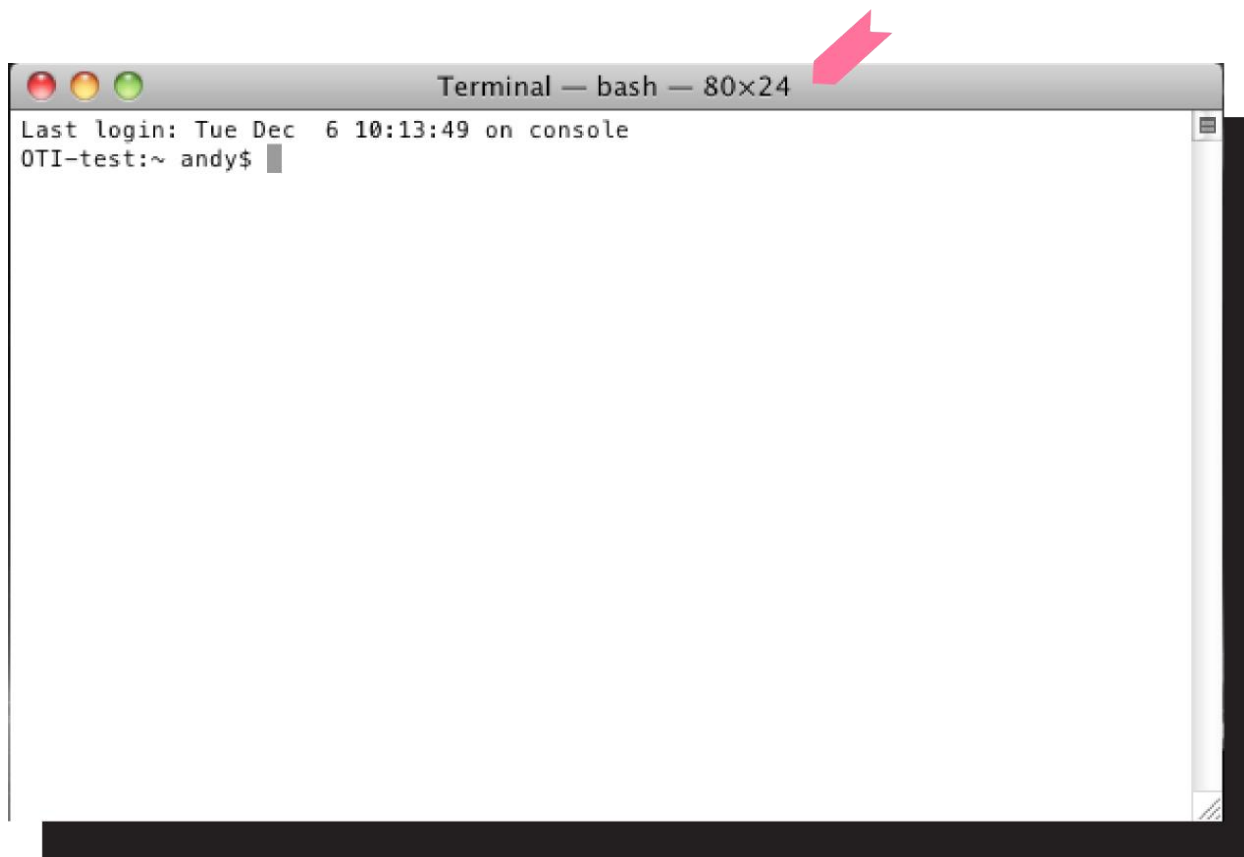 Terminal — bash — 80×24
Last login: Tue Dec  6 10:13:49 on console
OTI-test:~ andy$